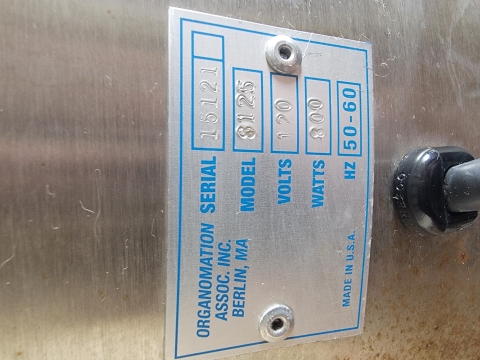 ORGANOMATION
ASSOC. INC.
BERLIN, MA
SERIAL 15121
MODEL 8125
VOLTS 120
WATTS 800
HZ 50-60
MADE IN U.S.A.